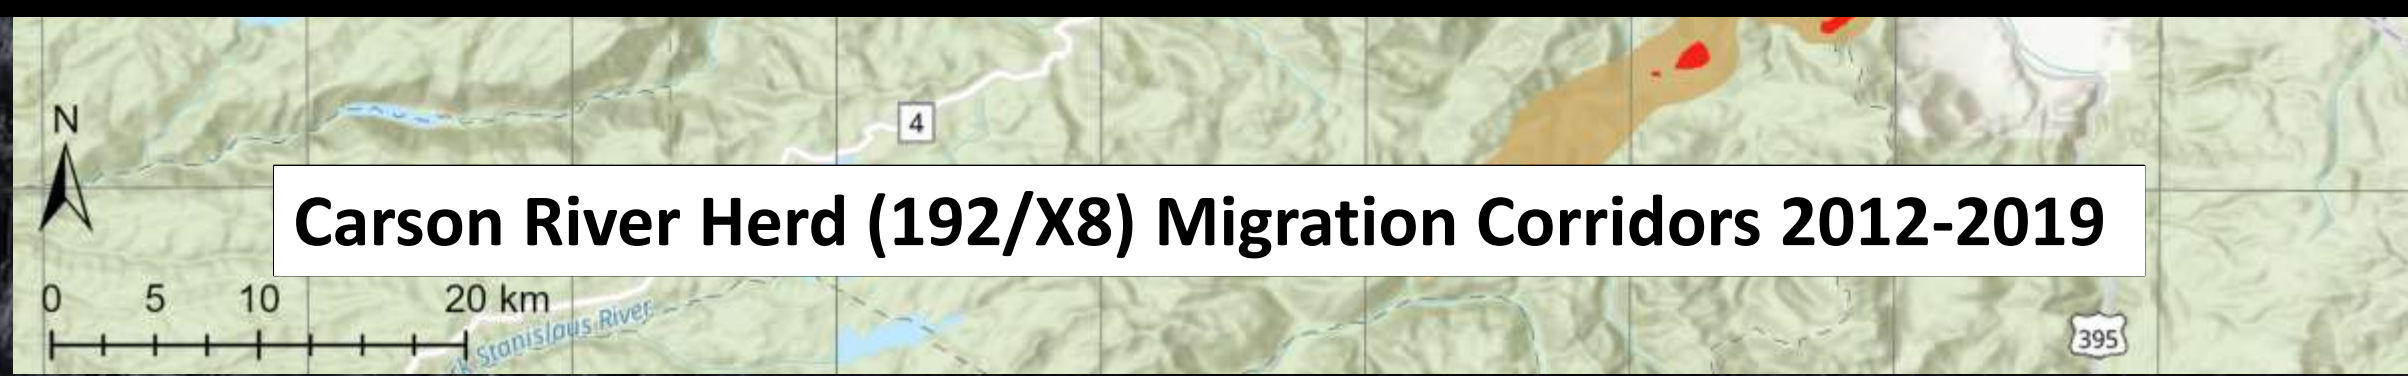 N
4
Carson River Herd (192/X8) Migration Corridors 2012-2019
0 5 10 20 km
Stanislaus River
395